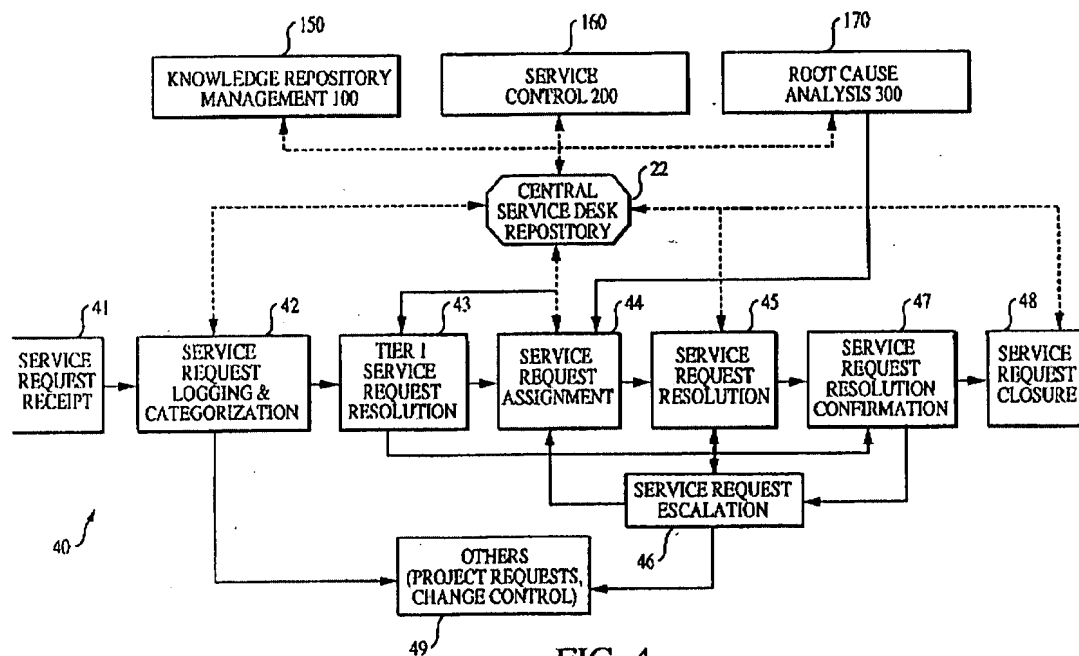 150
160
170
KNOWLEDGE REPOSITORY
MANAGEMENT 100
SERVICE
CONTROL 200
ROOT CAUSE
ANALYSIS 300
22
CENTRAL
SERVICE DESK
REPOSITORY
41
42
43
44
45
47
48
SERVICE
REQUEST
RECEIPT
SERVICE
REQUEST
LOGGING &
CATEGORIZATION
TIER 1
SERVICE
REQUEST
RESOLUTION
SERVICE
REQUEST
ASSIGNMENT
SERVICE
REQUEST
RESOLUTION
SERVICE
REQUEST
RESOLUTION
CONFIRMATION
SERVICE
REQUEST
CLOSURE
SERVICE REQUEST
ESCALATION
46
40
OTHERS
(PROJECT REQUESTS,
CHANGE CONTROL)
49
FIG. 4